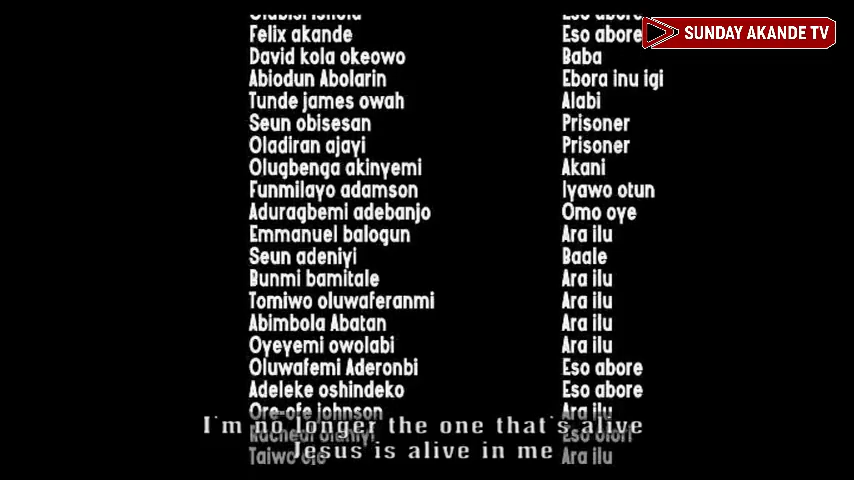 Eso abore
SUNDAY AKANDE TV
Felix akande Eso abore
David kola okeowo Baba
Abiodun Abolarin Ebora inu igi
Tunde james owah Alabi
Seun obisesan Prisoner
Oladiran ajayi Prisoner
Olugbenga akinyemi Akani
Funmilayo adamson Iyawo otun
Aduragbemi adebanjo Omo oye
Emmanuel balogun Ara ilu
Seun adeniyi Baale
Bunmi bamitale Ara ilu
Tomiwo oluwaferanmi Ara ilu
Abimbola Abatan Ara ilu
Oyeyemi owolabi Ara ilu
Oluwafemi Aderonbi Eso abore
Adeleke oshindeko Eso abore
Ore-ofe johnson Ara ilu
I'm no longer the one that's alive
Eso
Jesus is alive in me
Taiwo Ara ilu